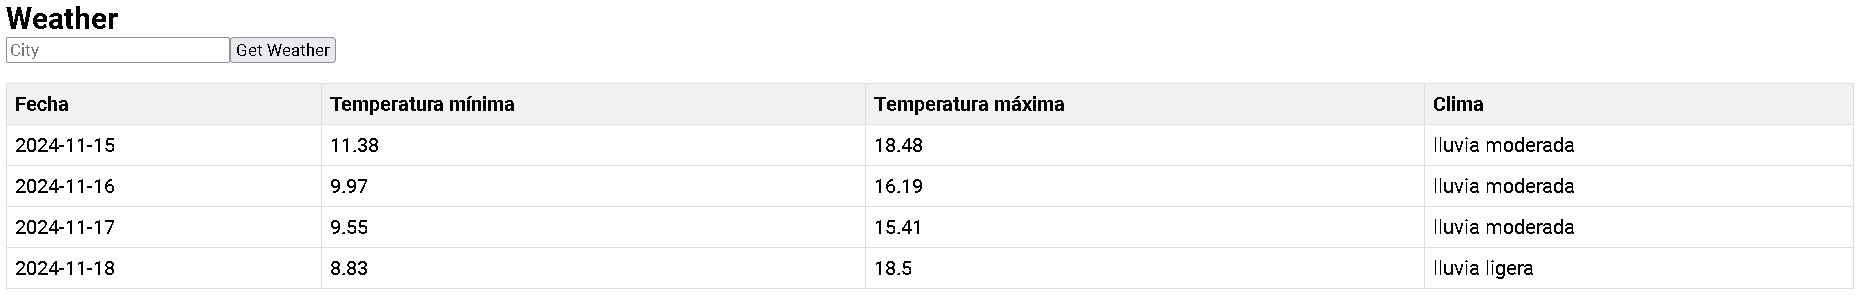 Weather
City Get Weather
Fecha Temperatura mínima Temperatura máxima Clima
2024-11-15 11.38 18.48 lluvia moderada
2024-11-16 9.97 16.19 lluvia moderada
2024-11-17 9.55 15.41 lluvia moderada
2024-11-18 8.83 18.5 lluvia ligera